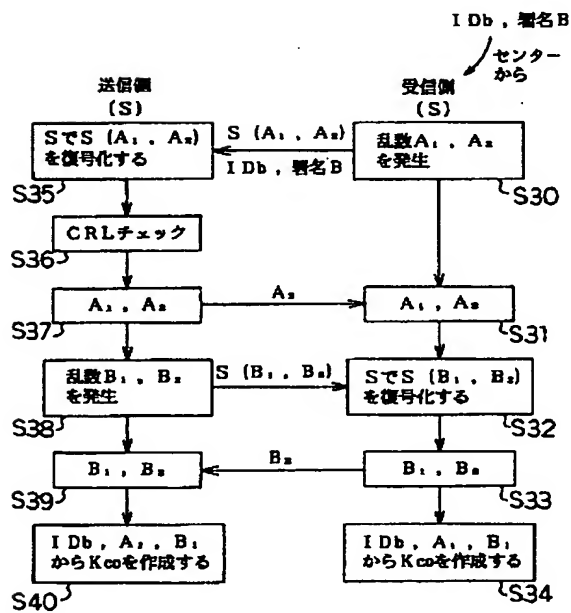 IDb，署名B
センターから
送信側
(S)
受信側
(S)
SでS(A₁，A₂)
を復号化する
S35
S(A₁，A₂)
IDb，署名B
乱数A₁，A₂
を発生
S30
CRLチェック
S36
A₁，A₂
S37
A₂
A₁，A₂
S31
乱数B₁，B₂
を発生
S38
S(B₁，B₂)
SでS(B₁，B₂)
を復号化する
S32
B₁，B₂
S39
B₂
B₁，B₂
S33
IDb，A₁，B₁
からKcoを作成する
S40
IDb，A₁，B₁
からKcoを作成する
S34